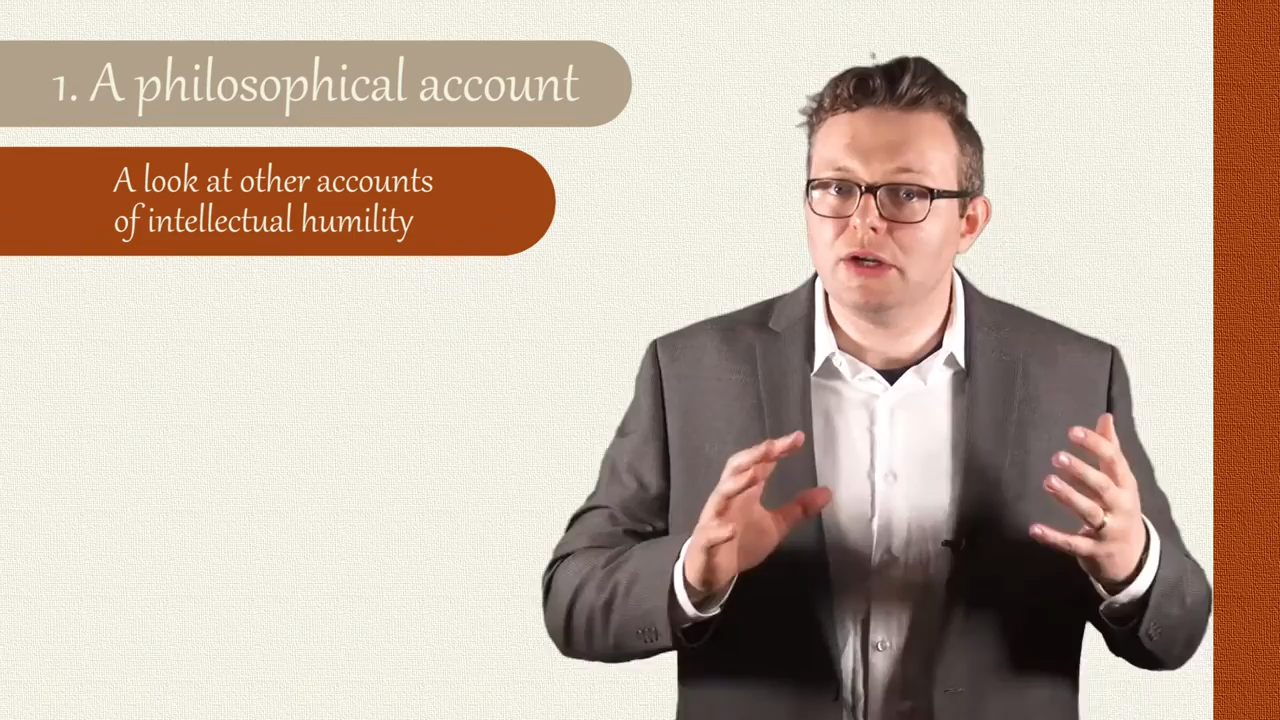 1. A philosophical account
A look at other accounts
of intellectual humility